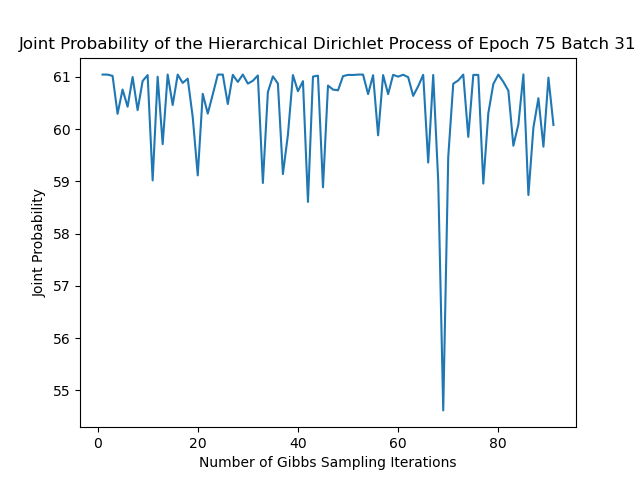 Joint Probability of the Hierarchical Dirichlet Process of Epoch 75 Batch 31
61
60
59
58
57
56
55
Joint Probability
0 20 40 60 80
Number of Gibbs Sampling Iterations